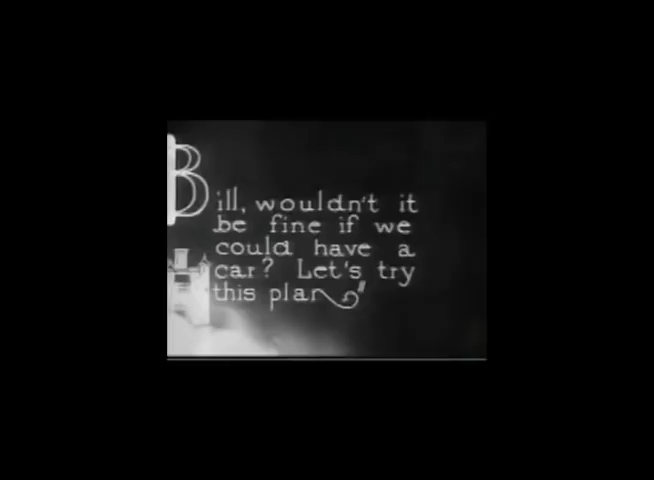 Bill, wouldn't it
be fine if we
could have a
car? Let's try
this plan"